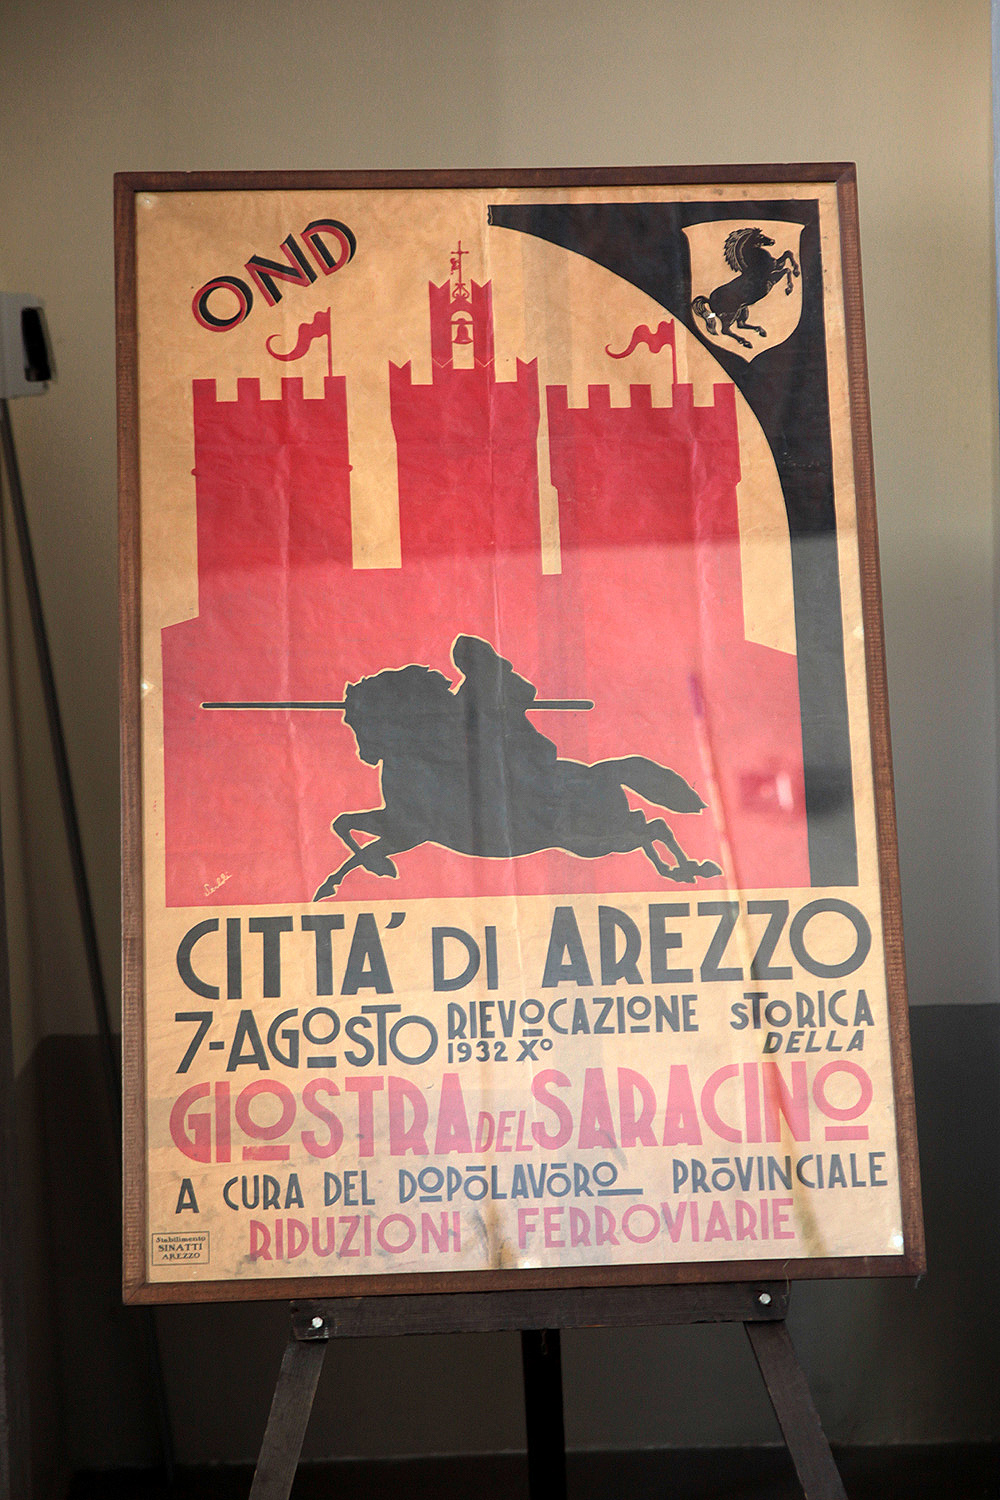 OND
CITTA' DI AREZZO
7-AGOSTO RIEVOCAZIONE STORICA
1932 Xº DELLA
GIOSTRA DEL SARACINO
A CURA DEL DOPOLAVORO PROVINCIALE
RIDUZIONI FERROVIARIE
Stabilimento
SINATTI
AREZZO